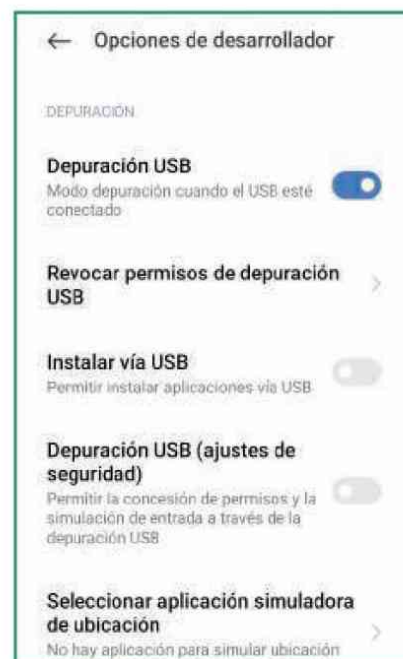 ← Opciones de desarrollador
DEPURACIÓN
Depuración USB
Modo depuración cuando el USB esté
conectado
Revocar permisos de depuración
USB
Instalar vía USB
Permitir instalar aplicaciones vía USB
Depuración USB (ajustes de
seguridad)
Permitir la concesión de permisos y la
simulación de entrada a través de la
depuración USB
Seleccionar aplicación simuladora
de ubicación
No hay aplicación para simular ubicación